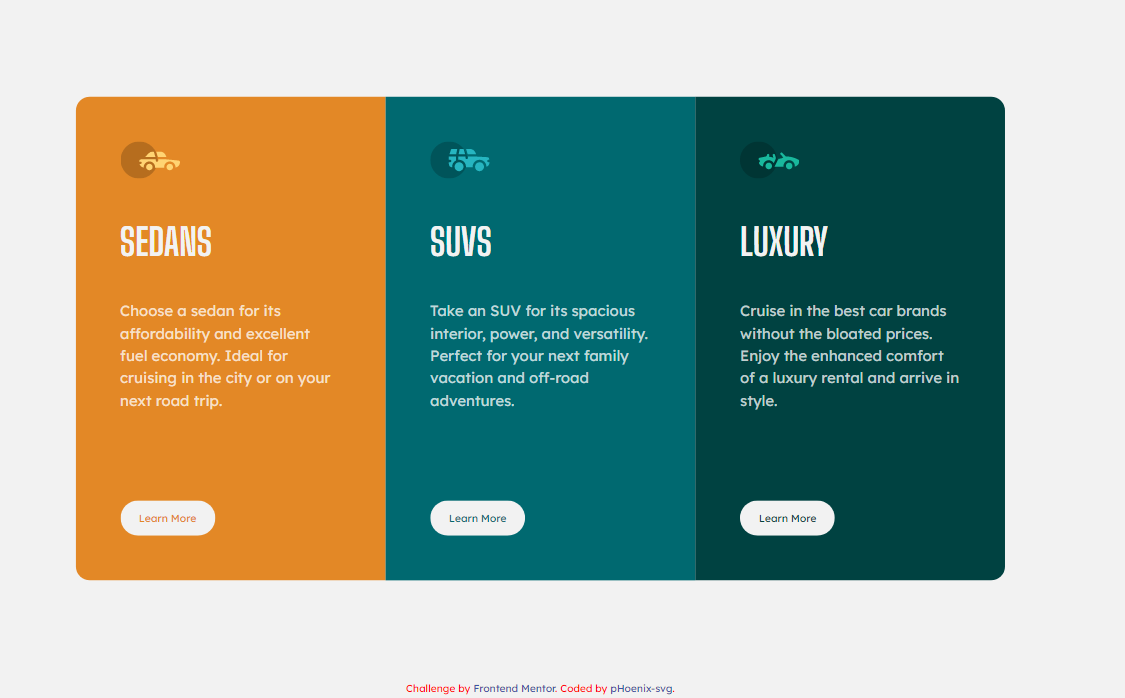 SEDANS
Choose a sedan for its
affordability and excellent
fuel economy. Ideal for
cruising in the city or on your
next road trip.
Learn More
SUVS
Take an SUV for its spacious
interior, power, and versatility.
Perfect for your next family
vacation and off-road
adventures.
Learn More
LUXURY
Cruise in the best car brands
without the bloated prices.
Enjoy the enhanced comfort
of a luxury rental and arrive in
style.
Learn More
Challenge by Frontend Mentor. Coded by pHoenix-svg.